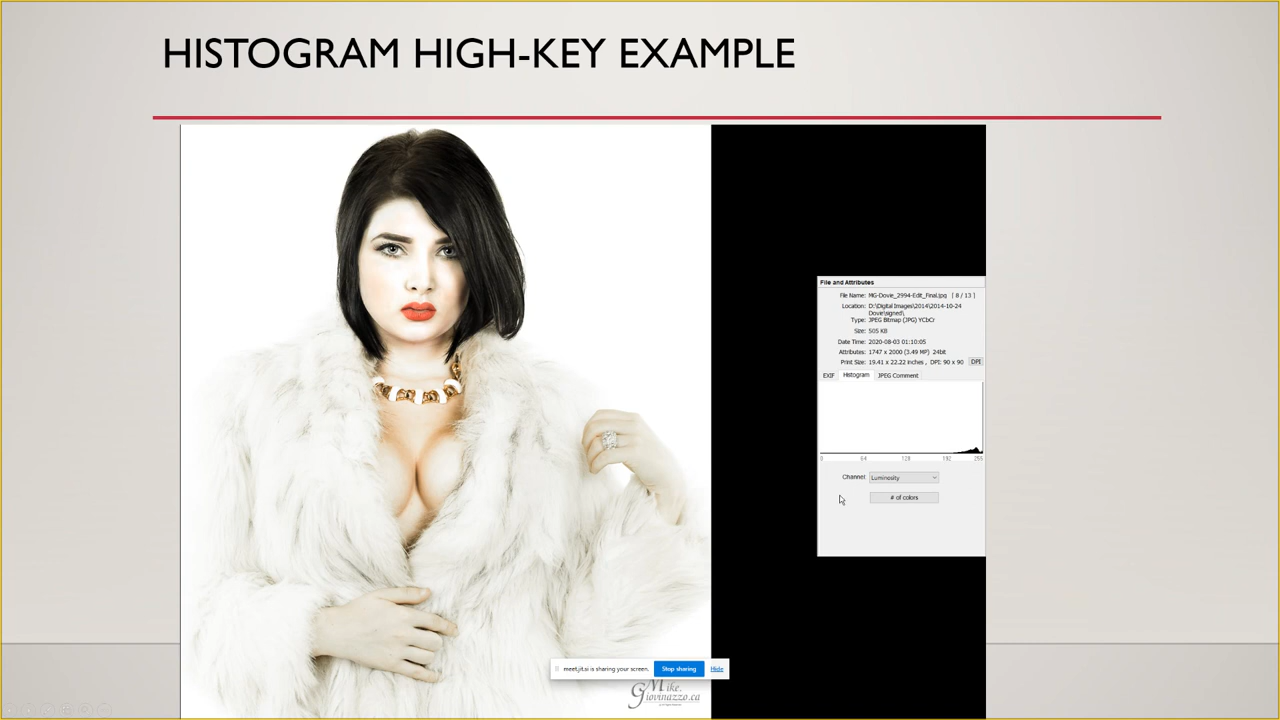 HISTOGRAM HIGH-KEY EXAMPLE
File and Attributes
File Name: MG-Dovie_2994-Edit_Final.jpg [ 8 / 13 ]
Location: D:\Digital Images\2014\2014-10-24
Dovie\signed\
Type: JPEG Bitmap (JPG) YCbCr
Size: 505 KB
Date Time: 2020-08-03 01:10:05
Attributes: 1747 x 2000 (3.49 MP) 24bit
Print Size: 19.41 x 22.22 inches , DPI: 90 x 90 DPI
EXIF Histogram JPEG Comment
0 64 128 192 255
Channel: Luminosity
# of colors
meet.jit.si is sharing your screen. Stop sharing Hide
Mike.
Giovinazzo.ca